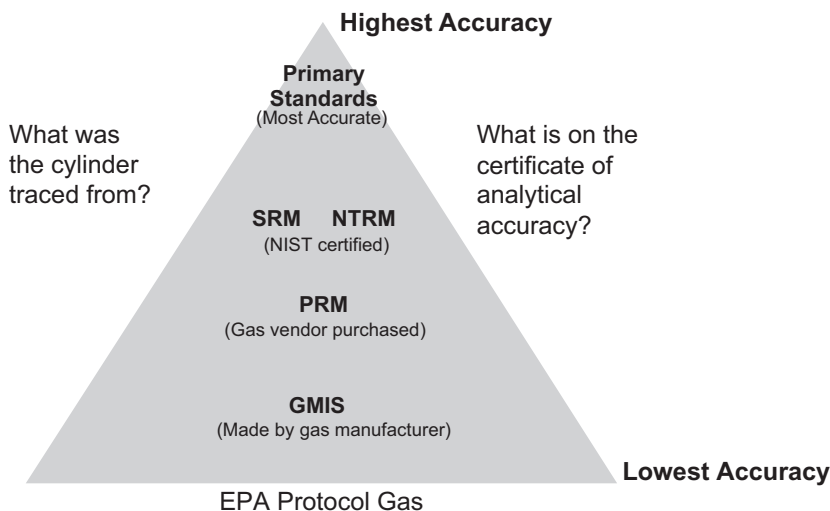 Highest Accuracy
Primary
Standards
(Most Accurate)
What was
the cylinder
traced from?
What is on the
certificate of
analytical
accuracy?
SRM NTRM
(NIST certified)
PRM
(Gas vendor purchased)
GMIS
(Made by gas manufacturer)
Lowest Accuracy
EPA Protocol Gas